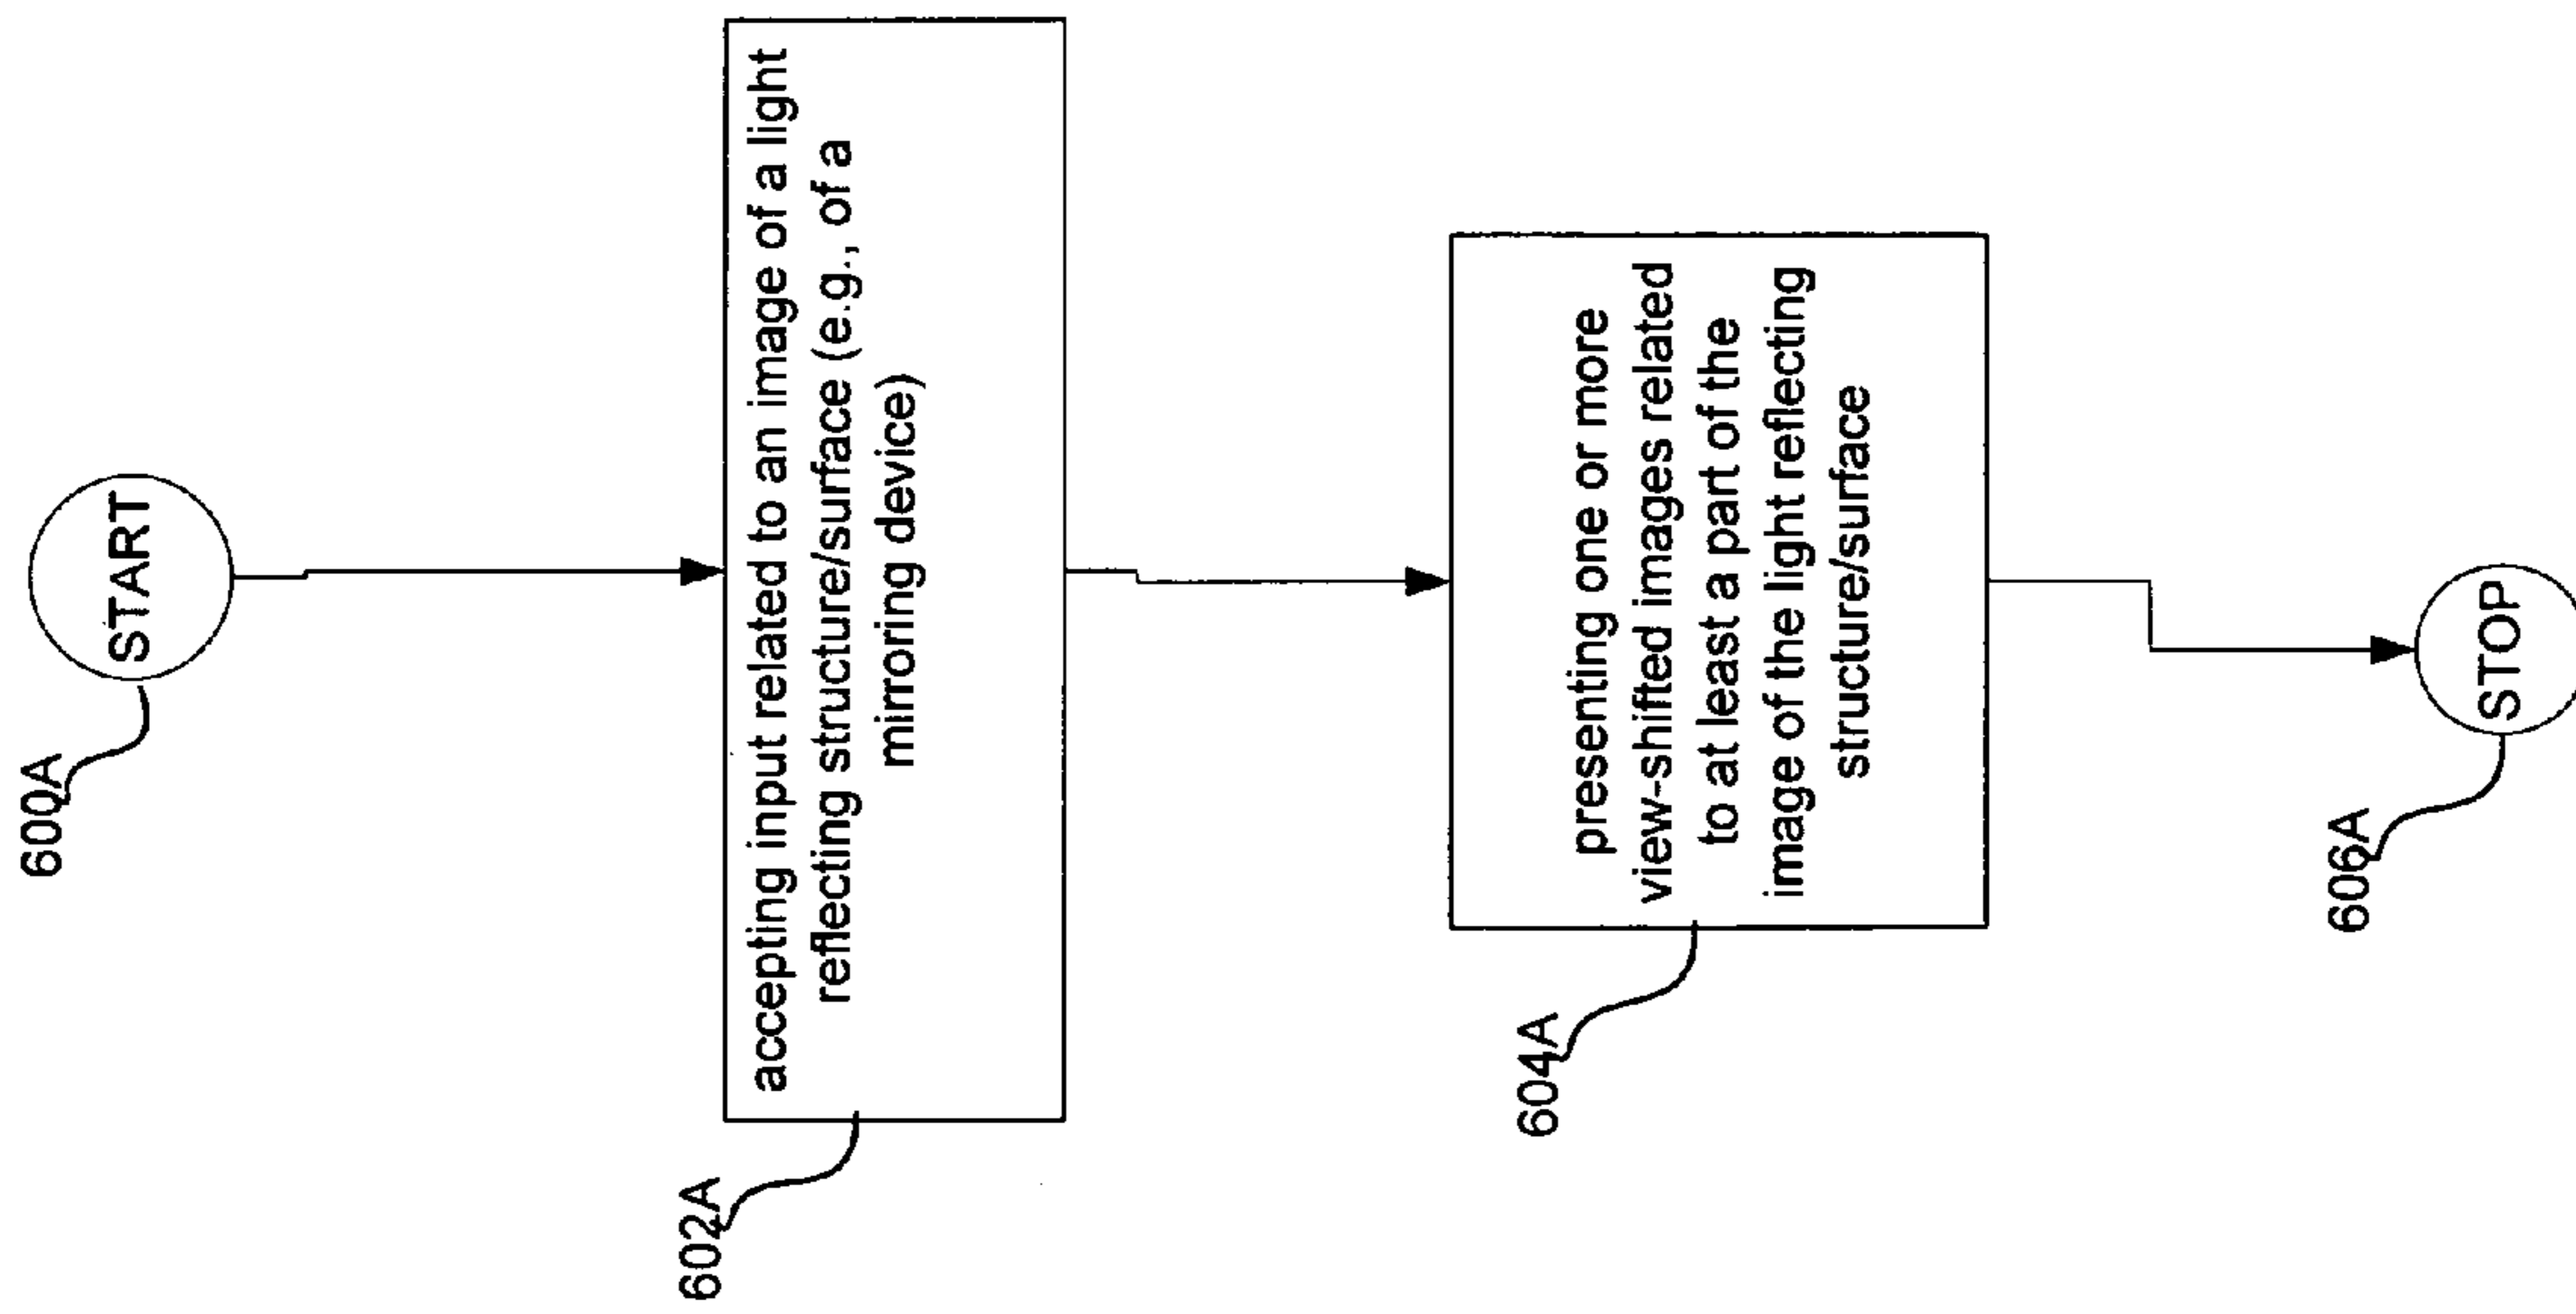 600A
START
602A
accepting input related to an image of a light
reflecting structure/surface (e.g., of a
mirroring device)
604A
presenting one or more
view-shifted images related
to at least a part of the
image of the light reflecting
structure/surface
606A
STOP